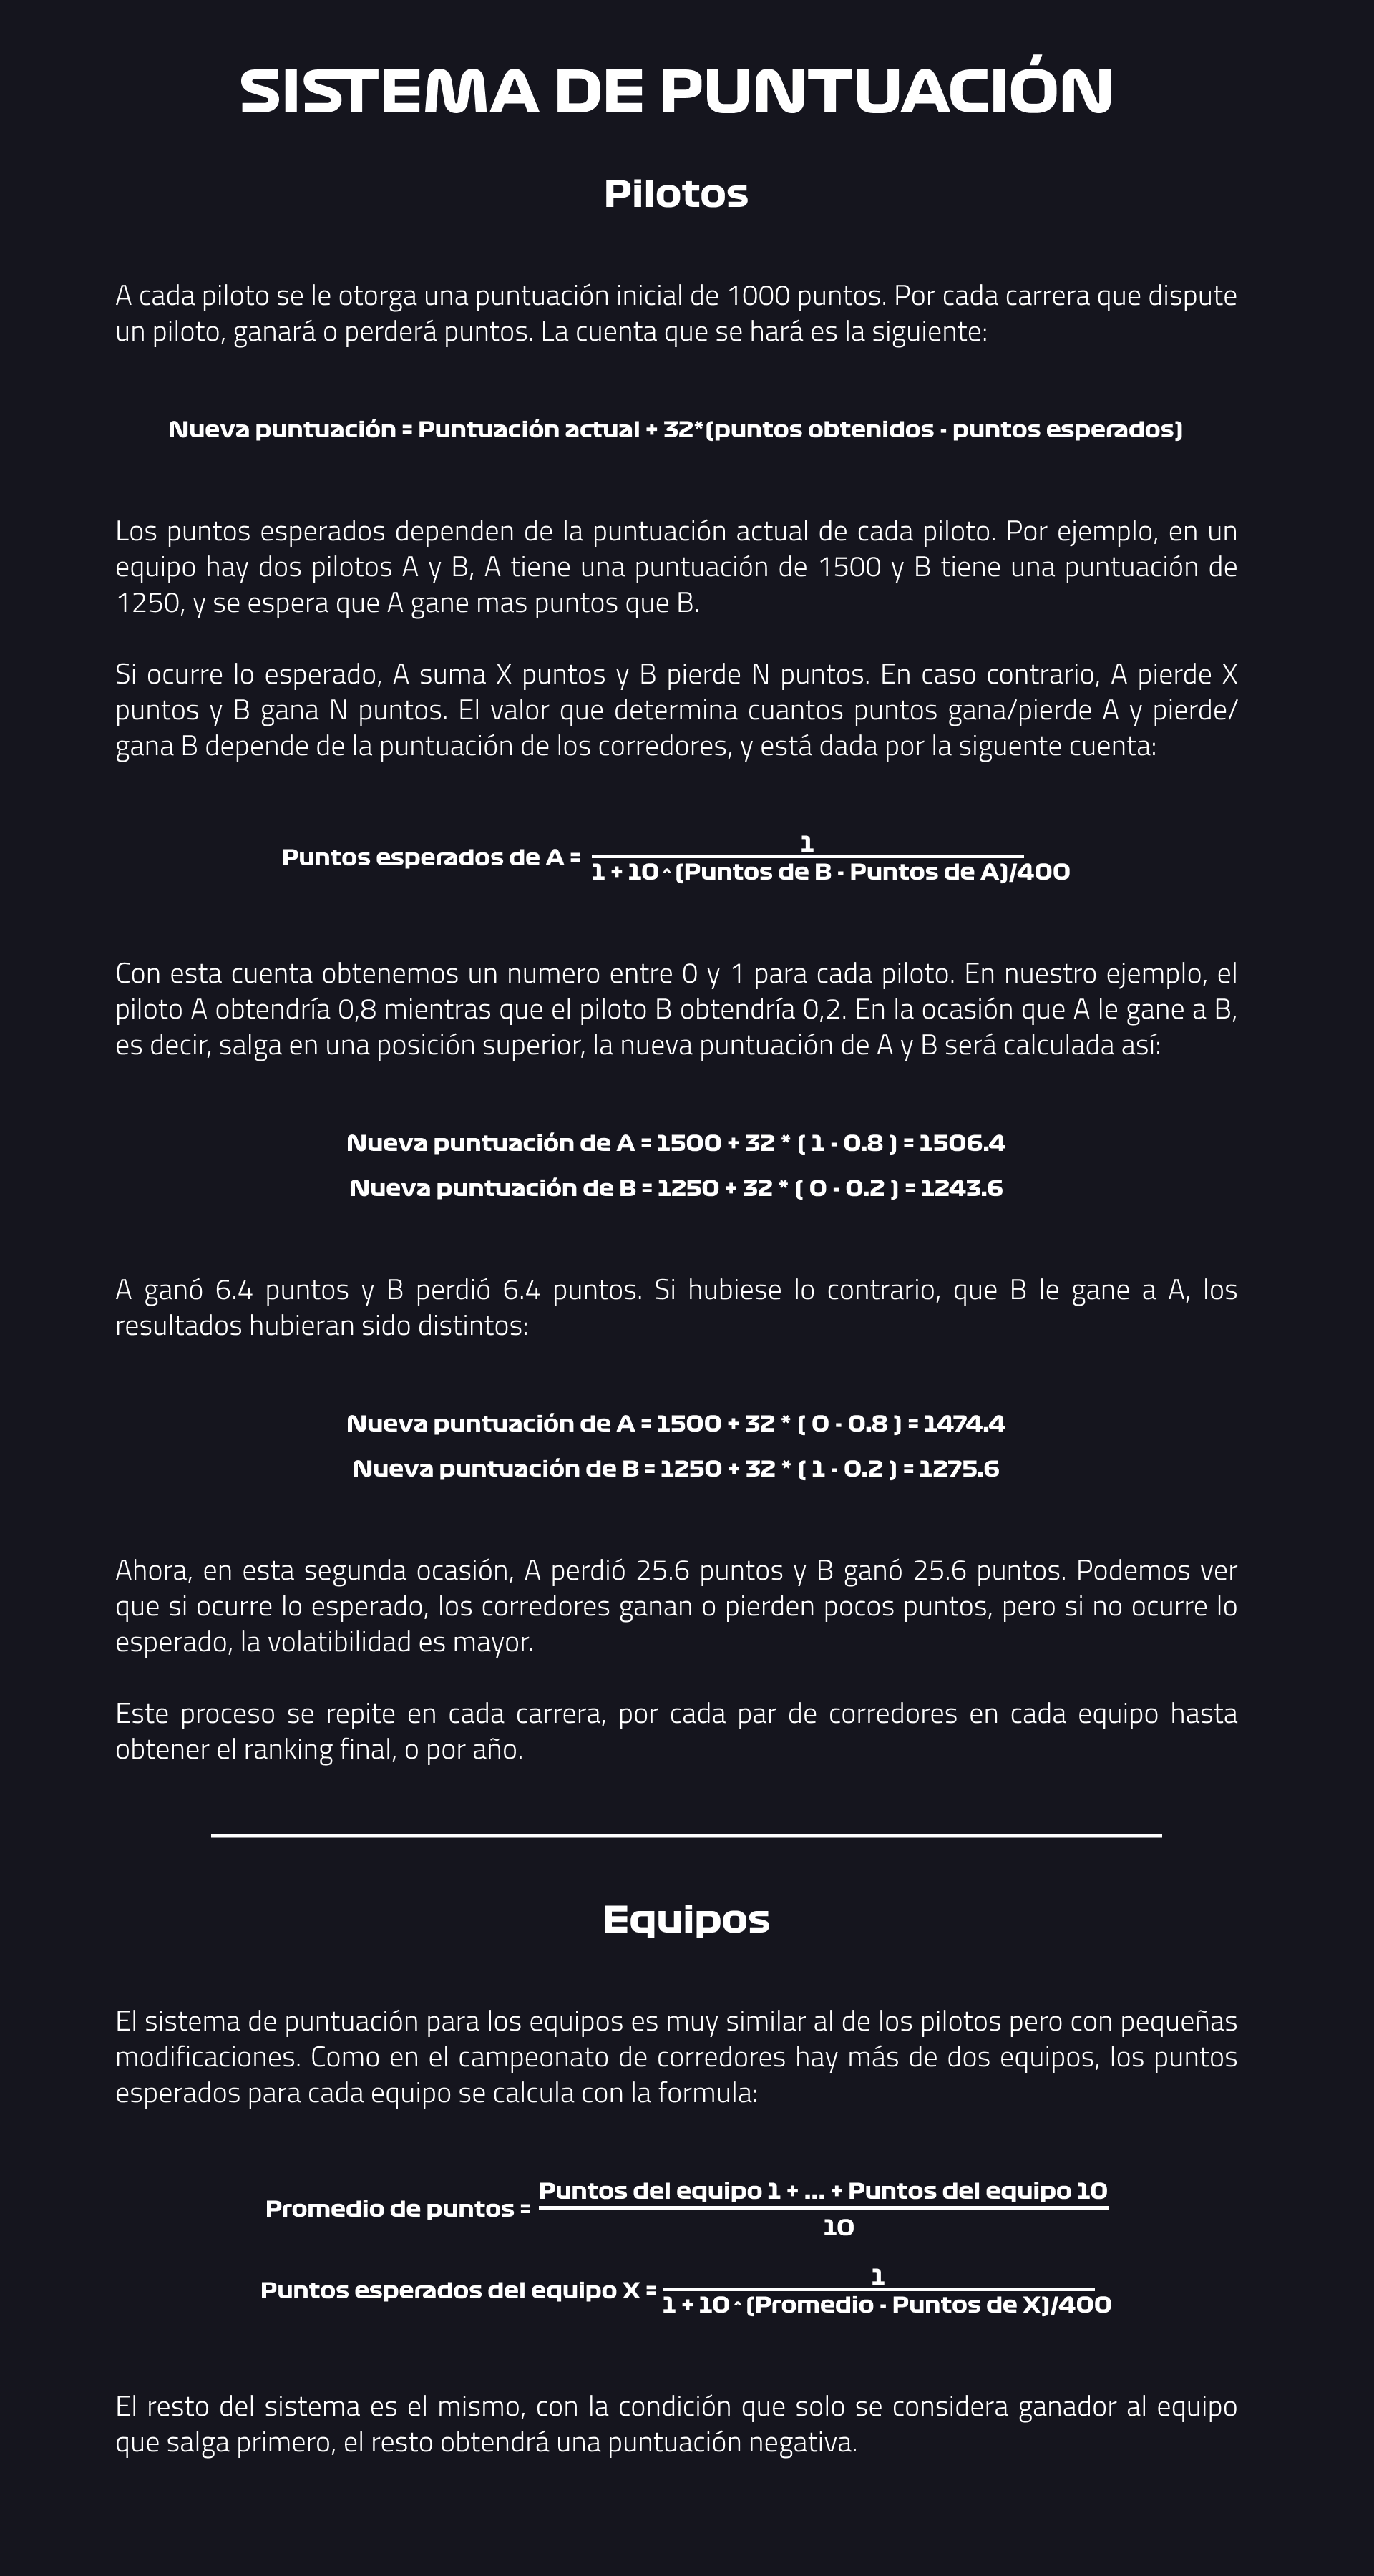 SISTEMA DE PUNTUACIÓN
Pilotos
A cada piloto se le otorga una puntuación inicial de 1000 puntos. Por cada carrera que dispute
un piloto, ganará o perderá puntos. La cuenta que se hará es la siguiente:
Nueva puntuación = Puntuación actual + 32*(puntos obtenidos - puntos esperados)
Los puntos esperados dependen de la puntuación actual de cada piloto. Por ejemplo, en un
equipo hay dos pilotos A y B, A tiene una puntuación de 1500 y B tiene una puntuación de
1250, y se espera que A gane mas puntos que B.
Si ocurre lo esperado, A suma X puntos y B pierde N puntos. En caso contrario, A pierde X
puntos y B gana N puntos. El valor que determina cuantos puntos gana/pierde A y pierde/
gana B depende de la puntuación de los corredores, y está dada por la siguente cuenta:
1
Puntos esperados de A =
1 + 10^(Puntos de B - Puntos de A)/400
Con esta cuenta obtenemos un numero entre 0 y 1 para cada piloto. En nuestro ejemplo, el
piloto A obtendría 0,8 mientras que el piloto B obtendría 0,2. En la ocasión que A le gane a B,
es decir, salga en una posición superior, la nueva puntuación de A y B será calculada así:
Nueva puntuación de A = 1500 + 32 * ( 1 - 0.8 ) = 1506.4
Nueva puntuación de B = 1250 + 32 * ( 0 - 0.2 ) = 1243.6
A ganó 6.4 puntos y B perdió 6.4 puntos. Si hubiese lo contrario, que B le gane a A, los
resultados hubieran sido distintos:
Nueva puntuación de A = 1500 + 32 * ( 0 - 0.8 ) = 1474.4
Nueva puntuación de B = 1250 + 32 * ( 1 - 0.2 ) = 1275.6
Ahora, en esta segunda ocasión, A perdió 25.6 puntos y B ganó 25.6 puntos. Podemos ver
que si ocurre lo esperado, los corredores ganan o pierden pocos puntos, pero si no ocurre lo
esperado, la volatibilidad es mayor.
Este proceso se repite en cada carrera, por cada par de corredores en cada equipo hasta
obtener el ranking final, o por año.
Equipos
El sistema de puntuación para los equipos es muy similar al de los pilotos pero con pequeñas
modificaciones. Como en el campeonato de corredores hay más de dos equipos, los puntos
esperados para cada equipo se calcula con la formula:
Puntos del equipo 1 + ... + Puntos del equipo 10
Promedio de puntos =
10
1
Puntos esperados del equipo X =
1 + 10^(Promedio - Puntos de X)/400
El resto del sistema es el mismo, con la condición que solo se considera ganador al equipo
que salga primero, el resto obtendrá una puntuación negativa.